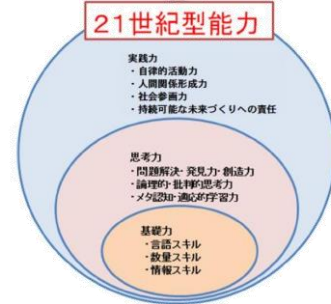 21世紀型能力
実践力
・自律的活動力
・人間関係形成力
・社会参画力
・持続可能な未来づくりへの責任
思考力
・問題解決・発見力・創造力
・論理的・批判的思考力
・メタ認知・適応的学習力
基礎力
・言語スキル
・数量スキル
・情報スキル